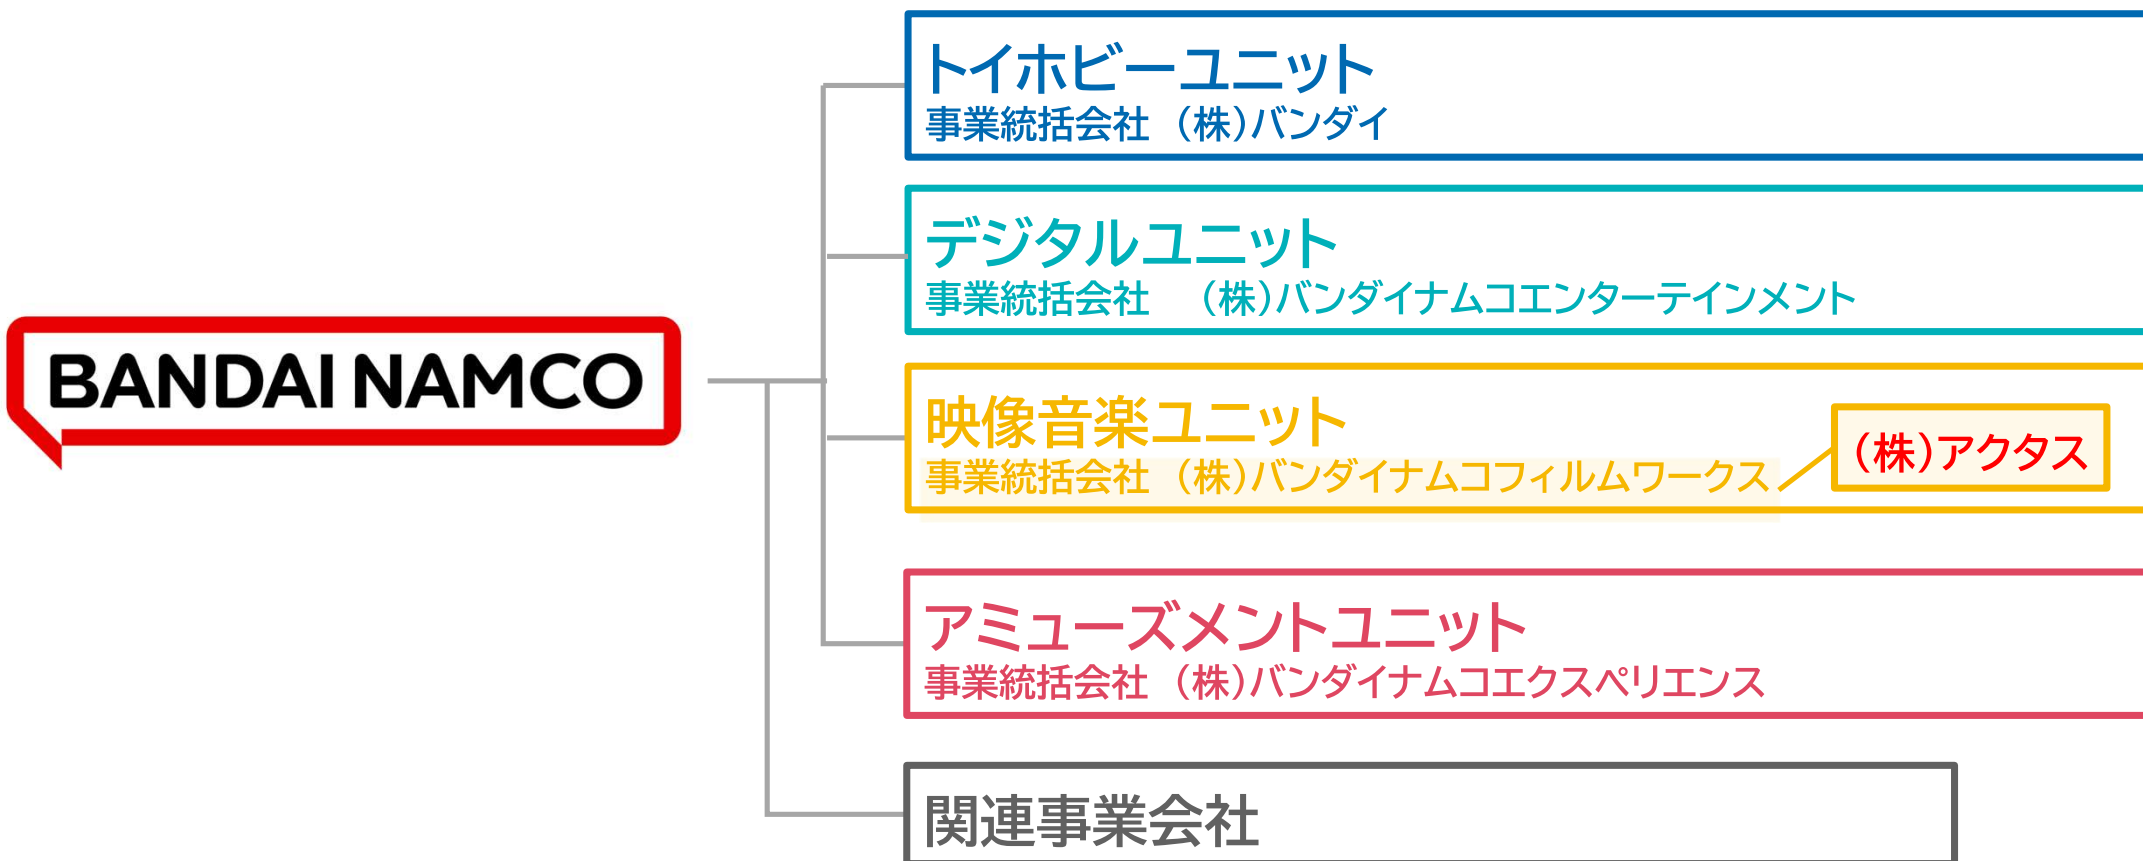 トイホビーユニット
事業統括会社 (株)バンダイ
デジタルユニット
事業統括会社 (株)バンダイナムコエンターテインメント
BANDAI NAMCO
映像音楽ユニット
事業統括会社 (株)バンダイナムコフィルムワークス
(株)アクタス
アミューズメントユニット
事業統括会社 (株)バンダイナムコエクスペリエンス
関連事業会社